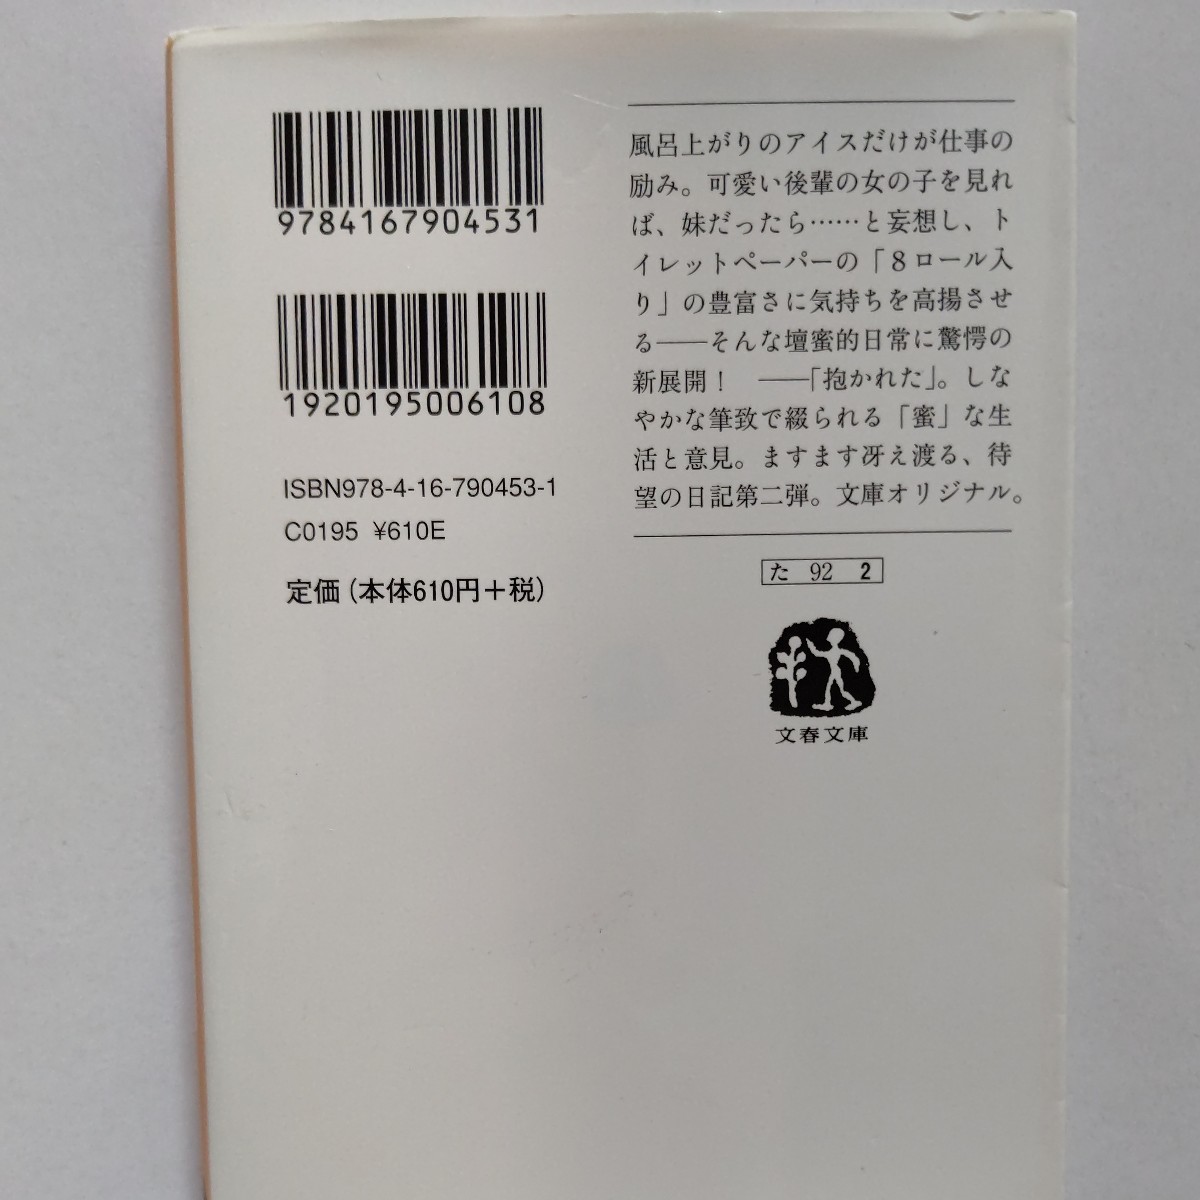 9784167904531
1920195006108
ISBN978-4-16-790453-1
C0195 ¥610E
定価(本体610円+税)
風呂上がりのアイスだけが仕事の
励み。可愛い後輩の女の子を見れ
ば、妹だったら……と妄想し、ト
イレットペーパーの「8ロール入
り」の豊富さに気持ちを高揚させ
る――そんな壇蜜的日常に驚愕の
新展開! ――「抱かれた」。しな
やかな筆致で綴られる「蜜」な生
活と意見。ますます冴え渡る、待
望の日記第二弾。文庫オリジナル。
た 92 2
文春文庫